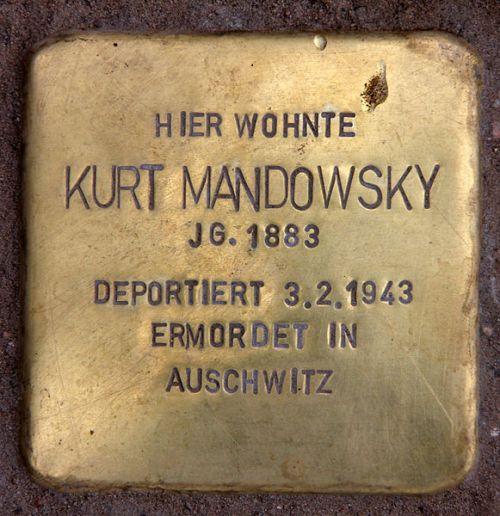 HIER WOHNTE
KURT MANDOWSKY
JG. 1883
DEPORTIERT 3.2.1943
ERMORDET IN
AUSCHWITZ